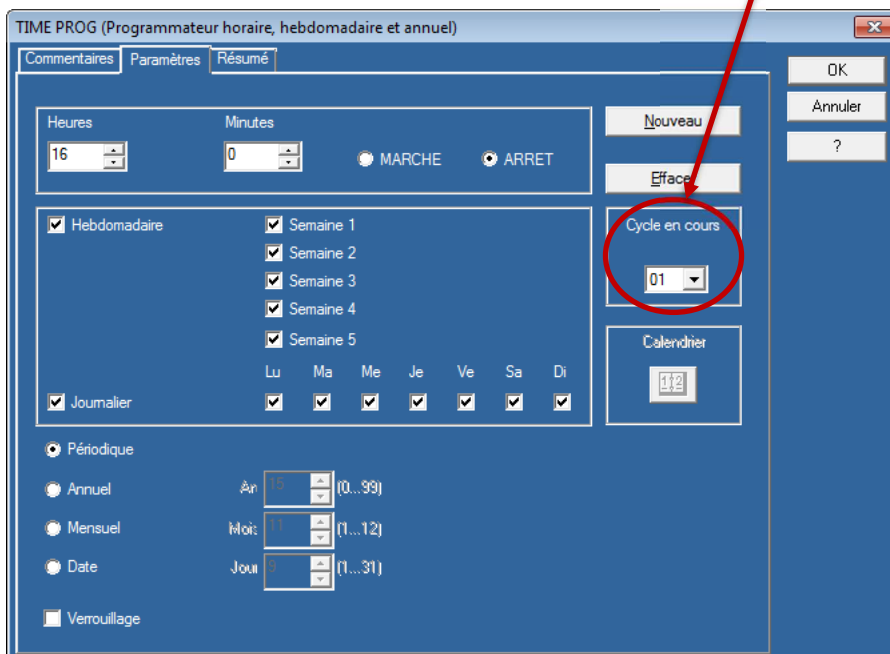 TIME PROG (Programmateur horaire, hebdomadaire et annuel)
Commentaires Paramètres Résumé
OK
Annuler
?
Heures Minutes
16 0 MARCHE ARRET
Nouveau
Efface
Hebdomadaire Semaine 1
Semaine 2
Semaine 3
Semaine 4
Semaine 5
Cycle en cours
01
Calendrier
Lu Ma Me Je Ve Sa Di
Journalier
Périodique
Annuel An 15 (0...99)
Mensuel Mois 11 (1...12)
Date Jour 9 (1...31)
Verrouillage